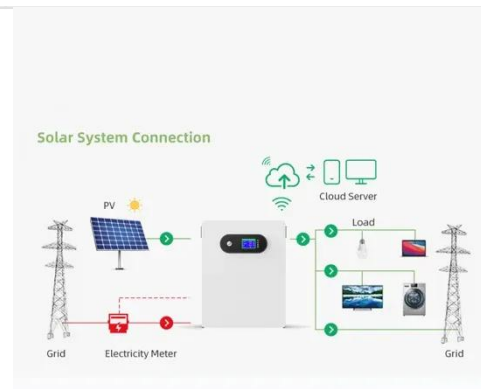 Solar System Connection
Cloud Server
PV
Load
Grid
Electricity Meter
Grid